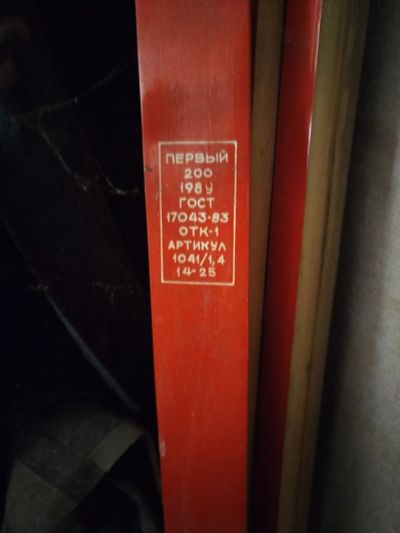 ПЕРВЫЙ
200
198У
ГОСТ
17043-83
ОТК-1
АРТИКУЛ
1041/1,4
14-25